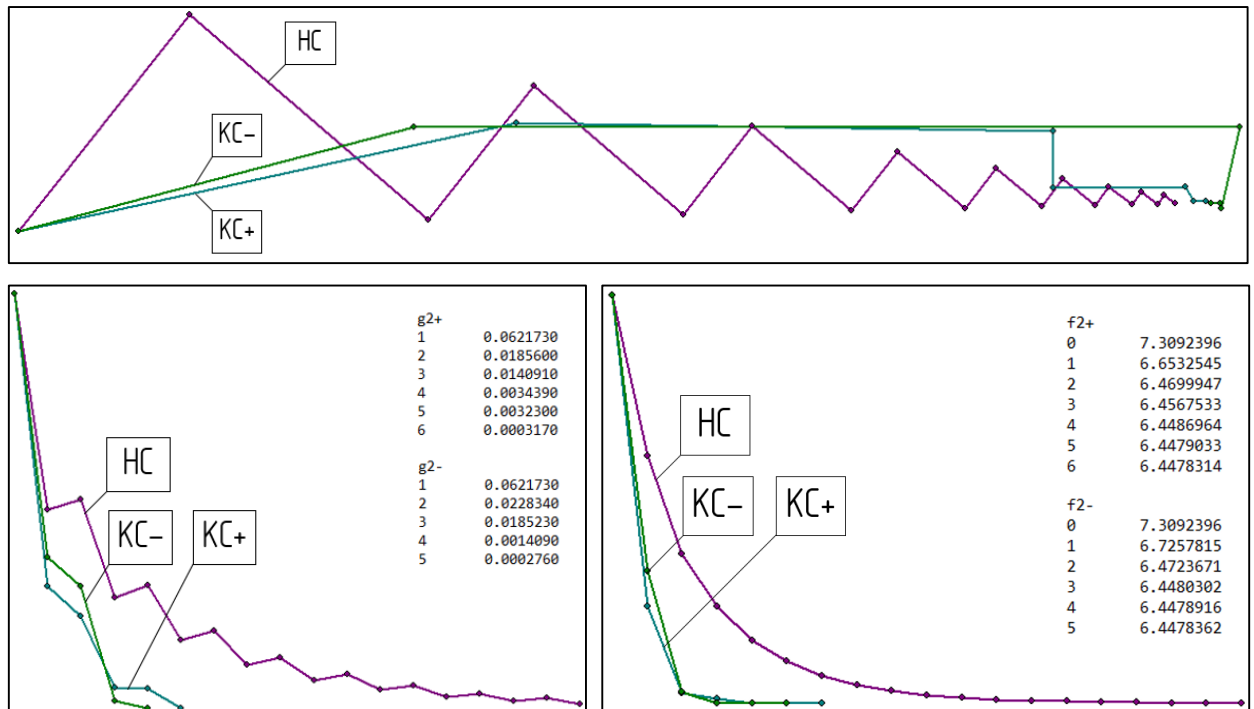 HC
KC−
KC+
g2+
1 0.0621730
2 0.0185600
3 0.0140910
4 0.0034390
5 0.0032300
6 0.0003170
HC
g2-
1 0.0621730
2 0.0228340
3 0.0185230
4 0.0014090
5 0.0002760
KC−
KC+
f2+
0 7.3092396
1 6.6532545
2 6.4699947
3 6.4567533
4 6.4486964
5 6.4479033
6 6.4478314
HC
KC−
KC+
f2-
0 7.3092396
1 6.7257815
2 6.4723671
3 6.4480302
4 6.4478916
5 6.4478362